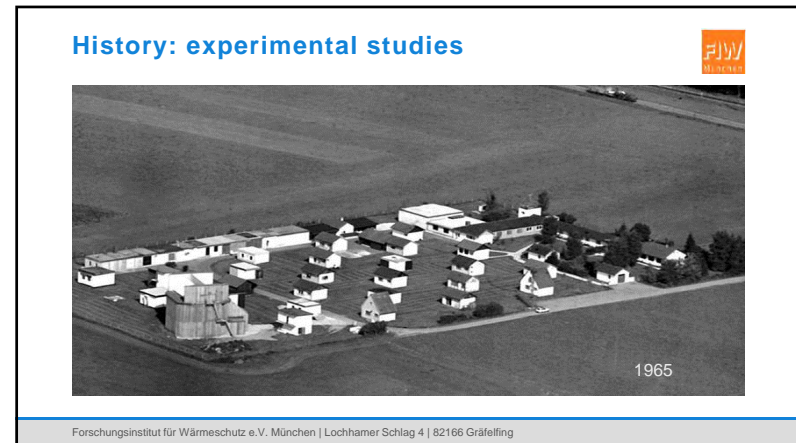 History: experimental studies
FIW
München
1965
Forschungsinstitut für Wärmeschutz e.V. München | Lochhamer Schlag 4 | 82166 Gräfelfing